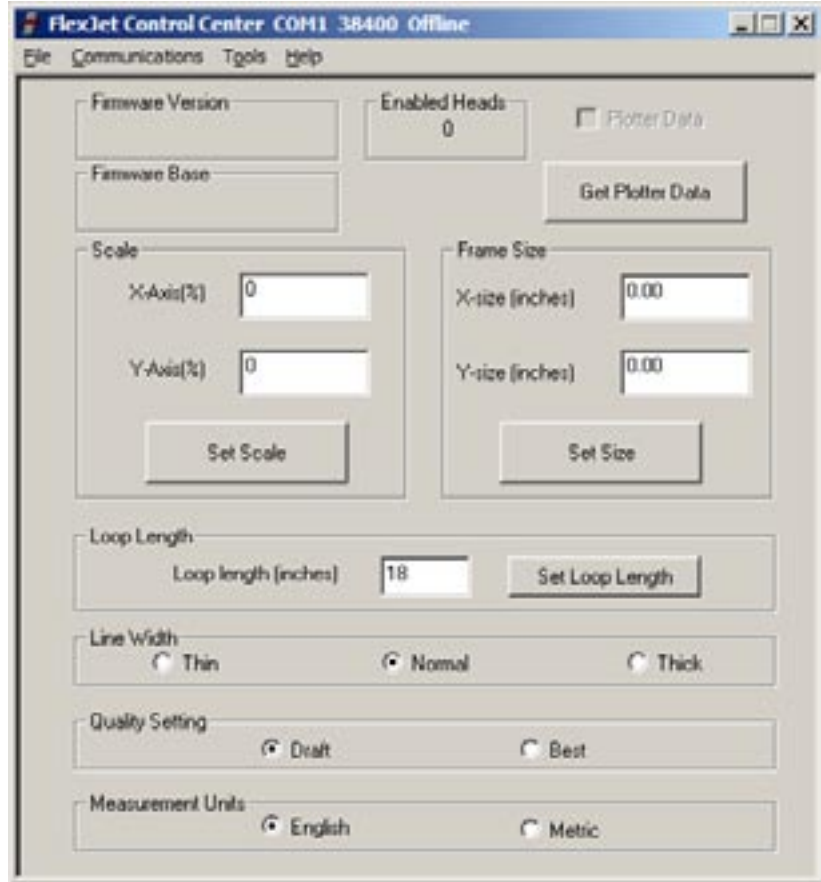 FlexJet Control Center COM1 38400 Offline
File Communications Tools Help
Firmware Version
Enabled Heads
0
Plotter Data
Firmware Base
Get Plotter Data
Scale
X-Axis(%) 0
Y-Axis(%) 0
Set Scale
Frame Size
X-size (inches) 0.00
Y-size (inches) 0.00
Set Size
Loop Length
Loop length (inches) 18 Set Loop Length
Line Width
Thin Normal Thick
Quality Setting
Draft Best
Measurement Units
English Metric